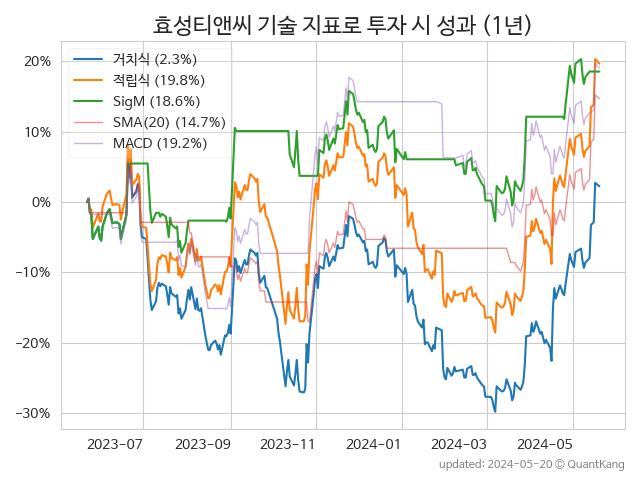 효성티앤씨 기술 지표로 투자 시 성과 (1년)
거치식 (2.3%)
적립식 (19.8%)
SigM (18.6%)
SMA(20) (14.7%)
MACD (19.2%)
20%
10%
0%
−10%
−20%
−30%
2023-07
2023-09
2023-11
2024-01
2024-03
2024-05
updated: 2024-05-20 © QuantKang